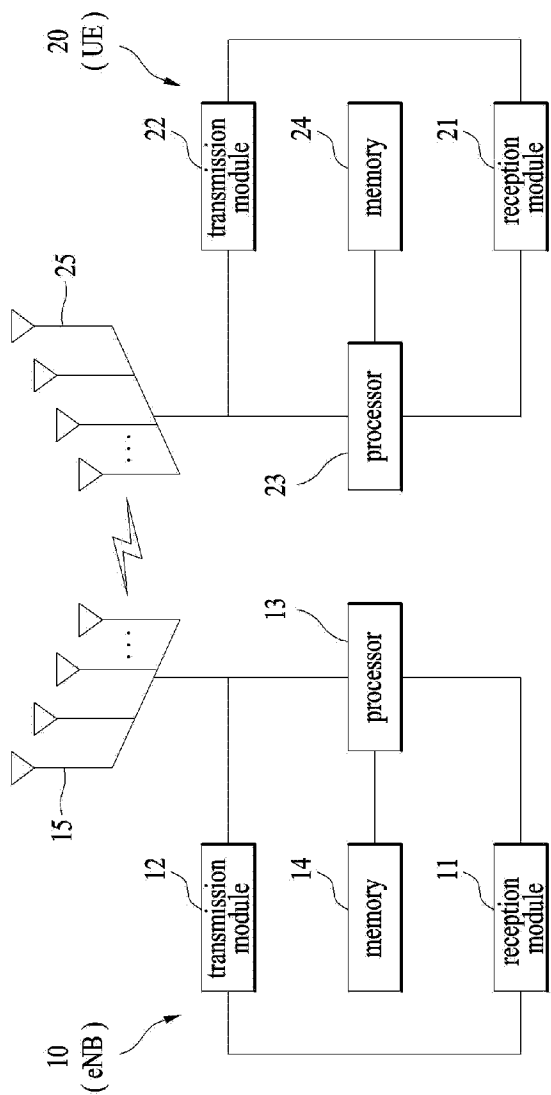 10
( eNB )
15
12
transmission
module
14
memory
11
reception
module
13
processor
20
( UE )
25
22
transmission
module
24
memory
21
reception
module
23
processor